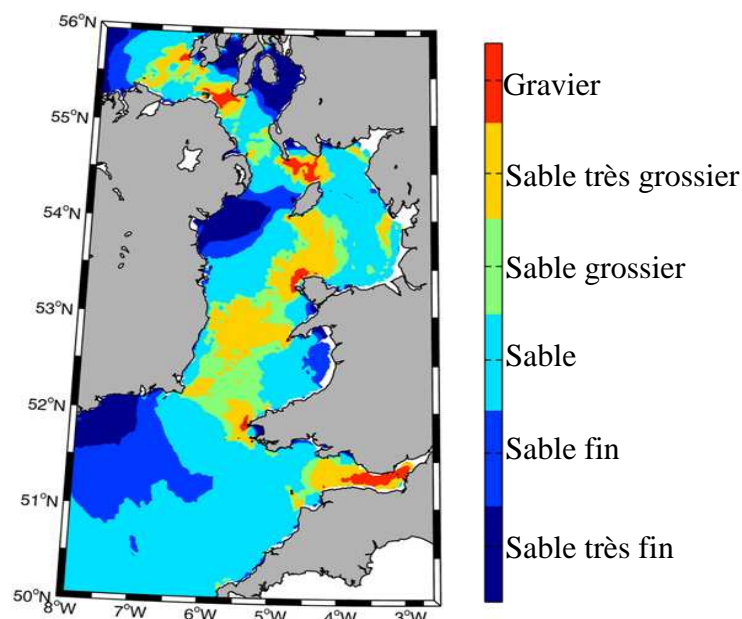 56°N
55°N
54°N
53°N
52°N
51°N
50°N
8°W 7°W 6°W 5°W 4°W 3°W
Gravier
Sable très grossier
Sable grossier
Sable
Sable fin
Sable très fin